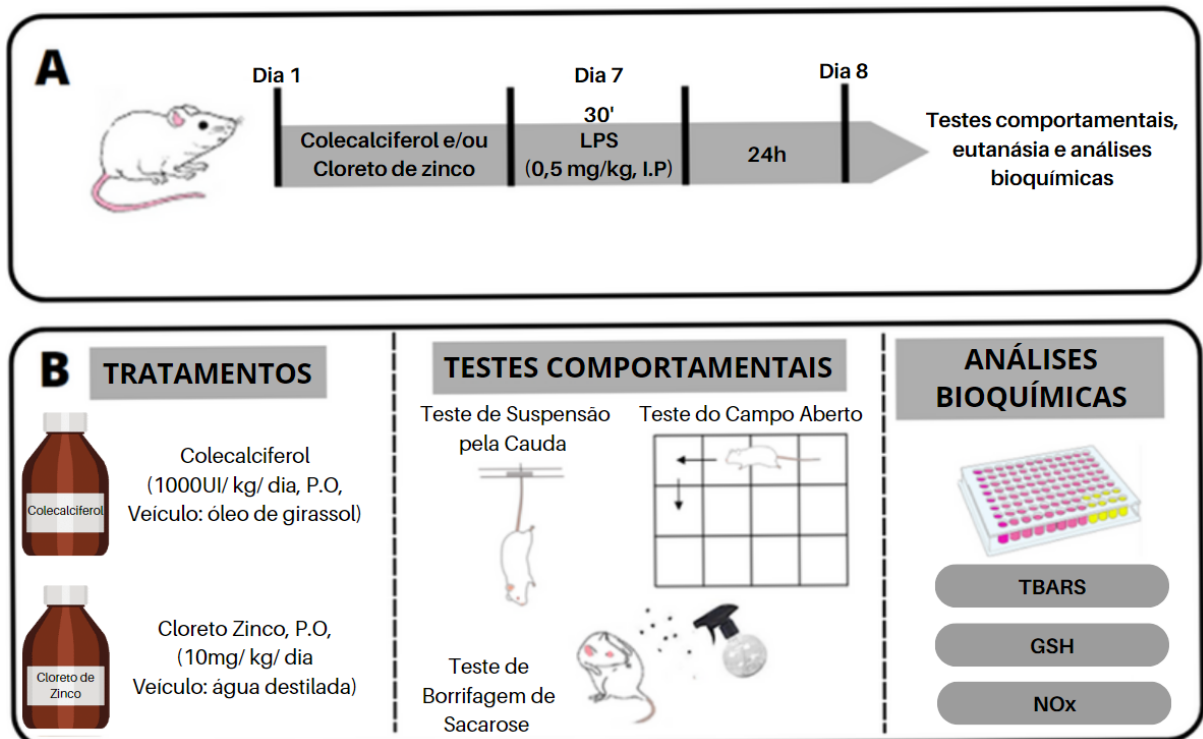 A
Dia 1
Dia 7
Dia 8
Colecalciferol e/ou
Cloreto de zinco
30'
LPS
(0,5 mg/kg, I.P)
24h
Testes comportamentais,
eutanásia e análises
bioquímicas
B
TRATAMENTOS
Colecalciferol
Colecalciferol
(1000UI/ kg/ dia, P.O,
Veículo: óleo de girassol)
Cloreto de
Zinco
Cloreto Zinco, P.O,
(10mg/ kg/ dia
Veículo: água destilada)
TESTES COMPORTAMENTAIS
Teste de Suspensão
pela Cauda
Teste do Campo Aberto
Teste de
Borrifagem de
Sacarose
ANÁLISES
BIOQUÍMICAS
TBARS
GSH
NOx